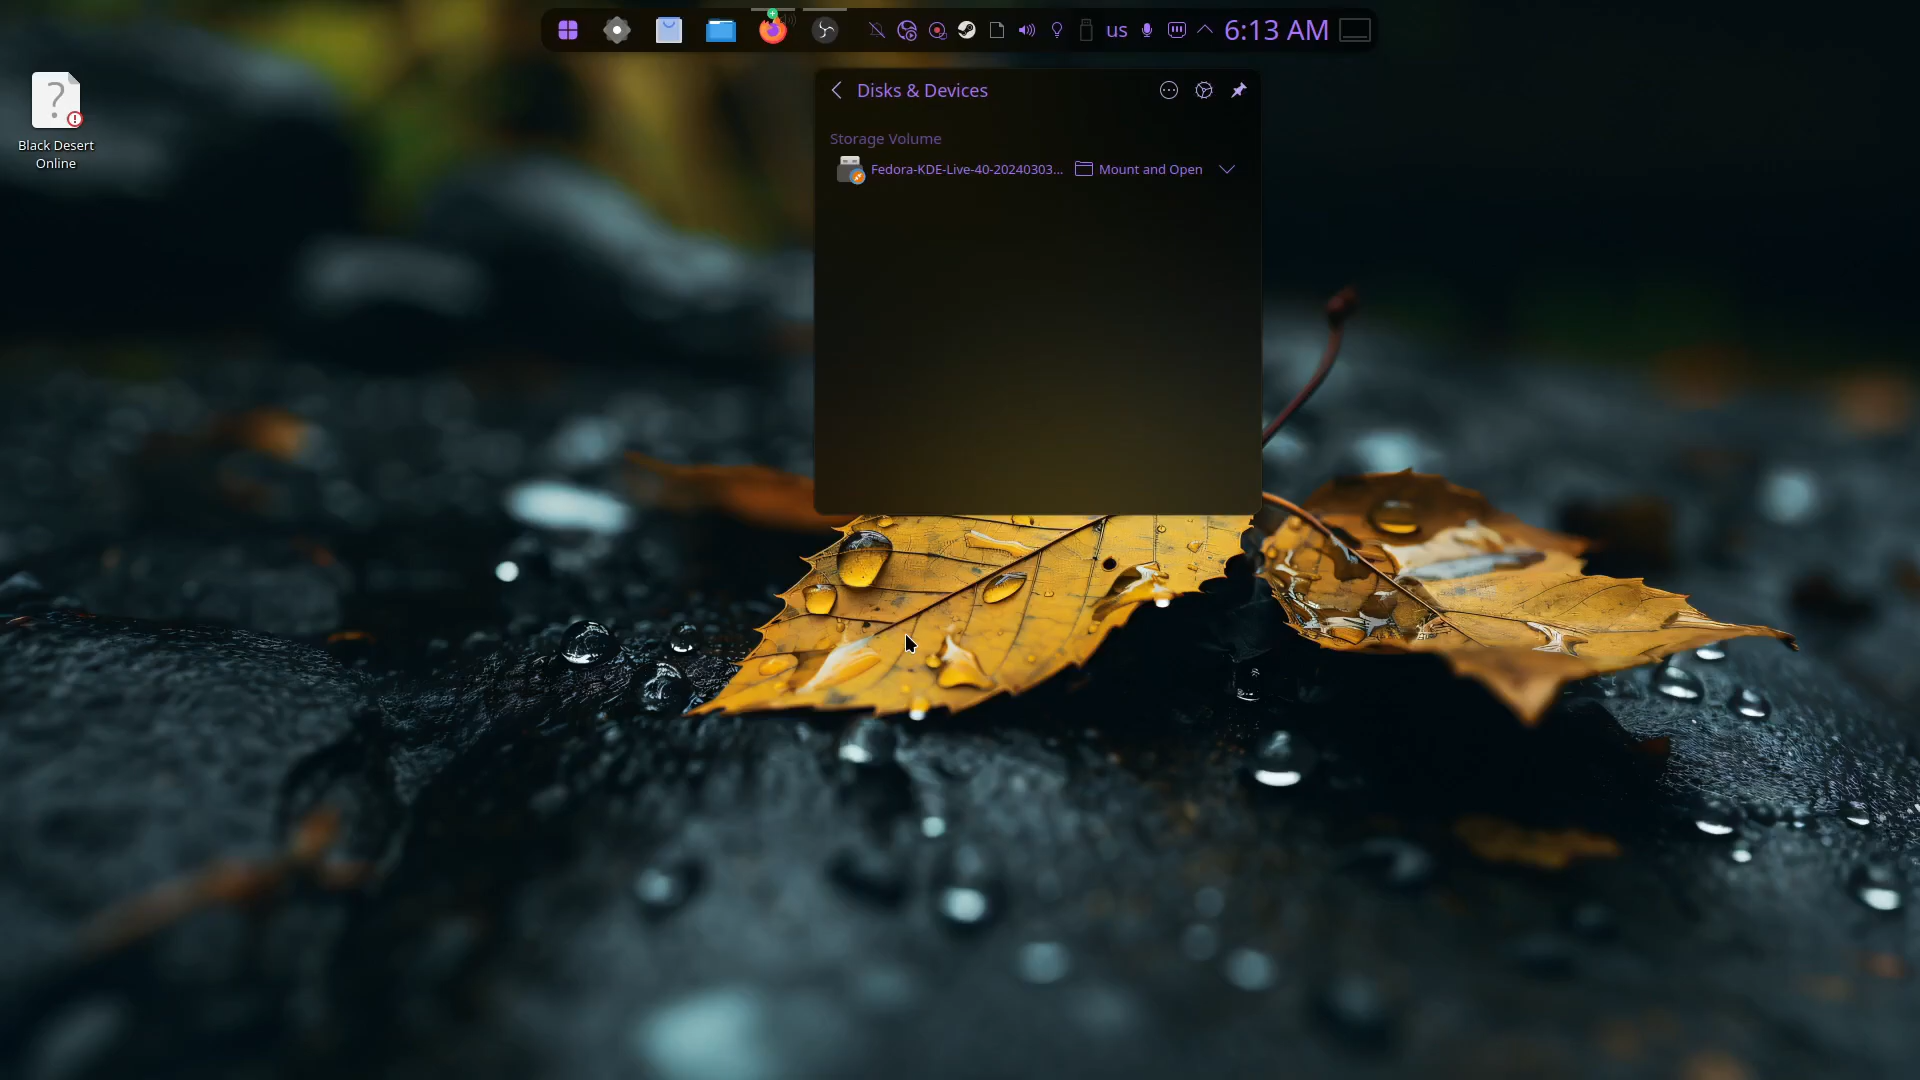 us
6:13 AM
Disks & Devices
Storage Volume
Fedora-KDE-Live-40-20240303...
Mount and Open
Black Desert
Online